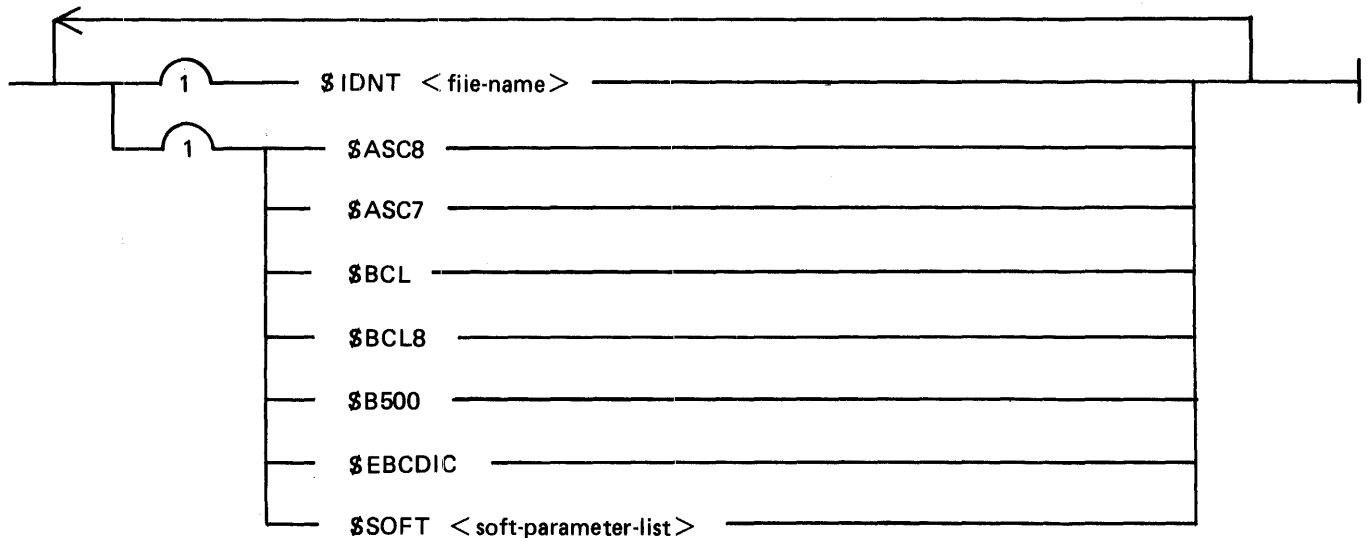 1 $IDNT <fiie-name>
1 $ASC8
$ASC7
$BCL
$BCL8
$B500
$EBCDIC
$SOFT <soft-parameter-list>